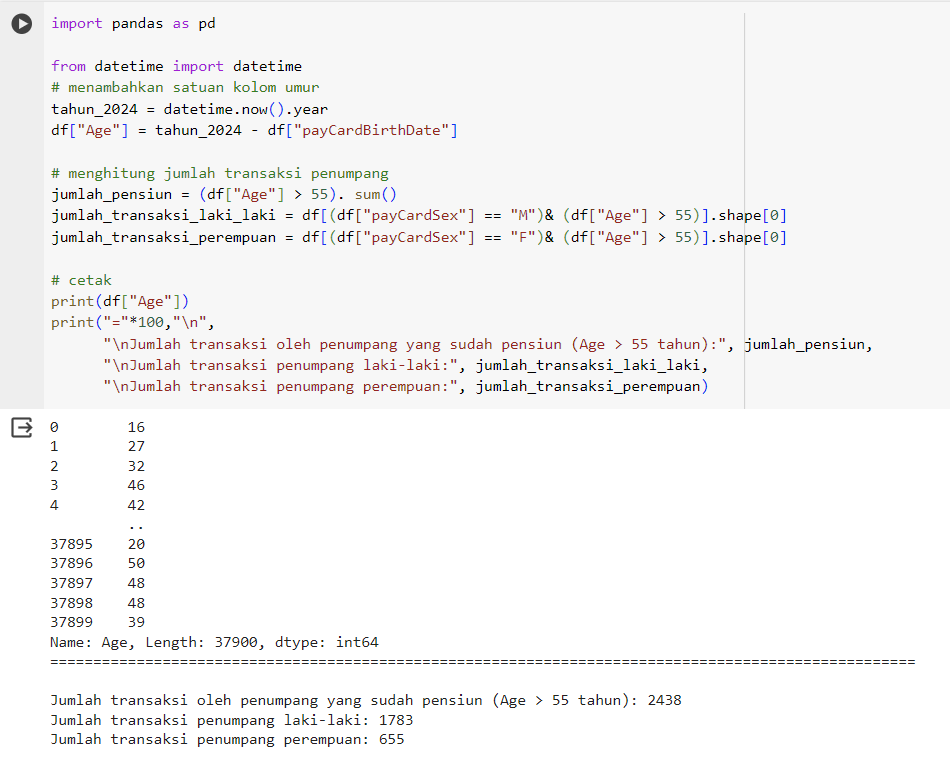 import pandas as pd
from datetime import datetime
# menambahkan satuan kolom umur
tahun_2024 = datetime.now().year
df["Age"] = tahun_2024 - df["payCardBirthDate"]
# menghitung jumlah transaksi penumpang
jumlah_pensiun = (df["Age"] > 55). sum()
jumlah_transaksi_laki_laki = df[(df["payCardSex"] == "M")& (df["Age"] > 55)].shape[0]
jumlah_transaksi_perempuan = df[(df["payCardSex"] == "F")& (df["Age"] > 55)].shape[0]
# cetak
print(df["Age"])
print("="*100,"\n",
"\nJumlah transaksi oleh penumpang yang sudah pensiun (Age > 55 tahun):", jumlah_pensiun,
"\nJumlah transaksi penumpang laki-laki:", jumlah_transaksi_laki_laki,
"\nJumlah transaksi penumpang perempuan:", jumlah_transaksi_perempuan)
0 16
1 27
2 32
3 46
4 42
..
37895 20
37896 50
37897 48
37898 48
37899 39
Name: Age, Length: 37900, dtype: int64
====================================================================================================
Jumlah transaksi oleh penumpang yang sudah pensiun (Age > 55 tahun): 2438
Jumlah transaksi penumpang laki-laki: 1783
Jumlah transaksi penumpang perempuan: 655